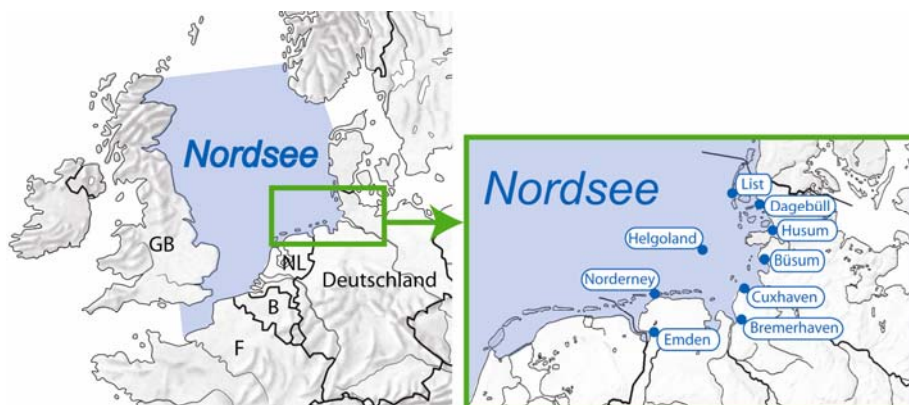 Nordsee
GB
NL
Deutschland
B
F
Nordsee
List
Dagebüll
Husum
Helgoland
Büsum
Norderney
Cuxhaven
Bremerhaven
Emden